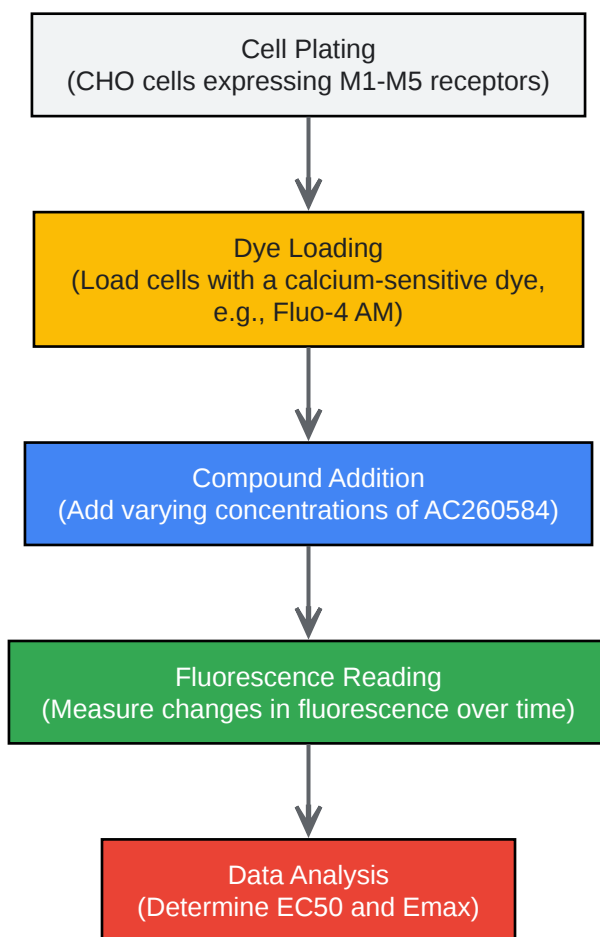 Cell Plating
(CHO cells expressing M1-M5 receptors)
Dye Loading
(Load cells with a calcium-sensitive dye,
e.g., Fluo-4 AM)
Compound Addition
(Add varying concentrations of AC260584)
Fluorescence Reading
(Measure changes in fluorescence over time)
Data Analysis
(Determine EC50 and Emax)